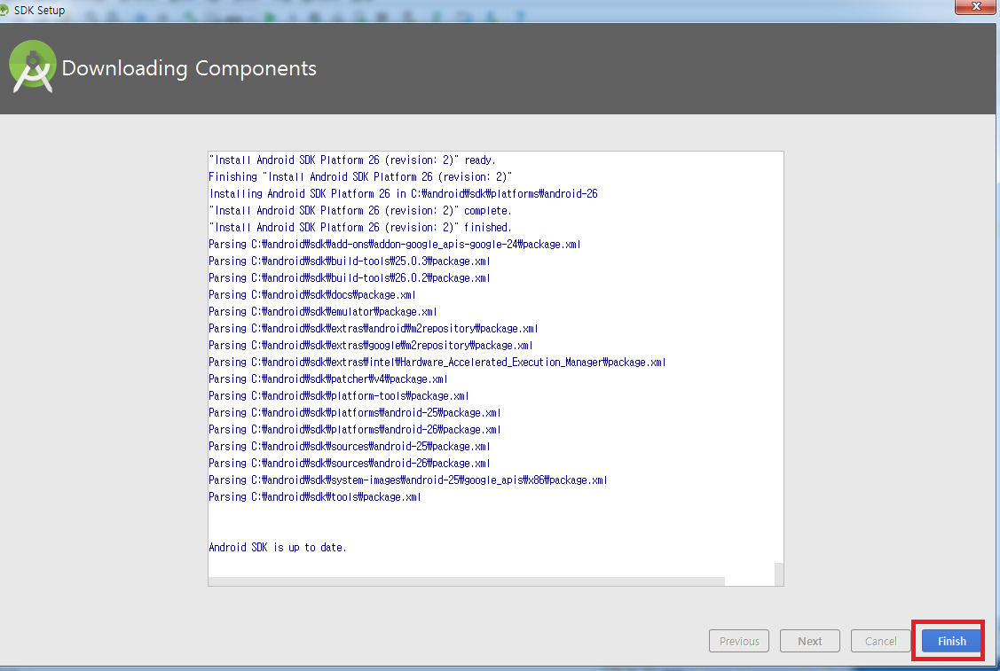 SDK Setup
Downloading Components
"Install Android SDK Platform 26 (revision: 2)" ready.
Finishing "Install Android SDK Platform 26 (revision: 2)"
Installing Android SDK Platform 26 in C:₩android₩sdk₩platforms₩android-26
"Install Android SDK Platform 26 (revision: 2)" complete.
"Install Android SDK Platform 26 (revision: 2)" finished.
Parsing C:₩android₩sdk₩add-ons₩addon-google_apis-google-24₩package.xml
Parsing C:₩android₩sdk₩build-tools₩25.0.3₩package.xml
Parsing C:₩android₩sdk₩build-tools₩26.0.2₩package.xml
Parsing C:₩android₩sdk₩docs₩package.xml
Parsing C:₩android₩sdk₩emulator₩package.xml
Parsing C:₩android₩sdk₩extras₩android₩m2repository₩package.xml
Parsing C:₩android₩sdk₩extras₩google₩m2repository₩package.xml
Parsing C:₩android₩sdk₩extras₩intel₩Hardware_Accelerated_Execution_Manager₩package.xml
Parsing C:₩android₩sdk₩patcher₩v4₩package.xml
Parsing C:₩android₩sdk₩platform-tools₩package.xml
Parsing C:₩android₩sdk₩platforms₩android-25₩package.xml
Parsing C:₩android₩sdk₩platforms₩android-26₩package.xml
Parsing C:₩android₩sdk₩sources₩android-25₩package.xml
Parsing C:₩android₩sdk₩sources₩android-26₩package.xml
Parsing C:₩android₩sdk₩system-images₩android-25₩google_apis₩x86₩package.xml
Parsing C:₩android₩sdk₩tools₩package.xml
Android SDK is up to date.
Previous Next Cancel Finish